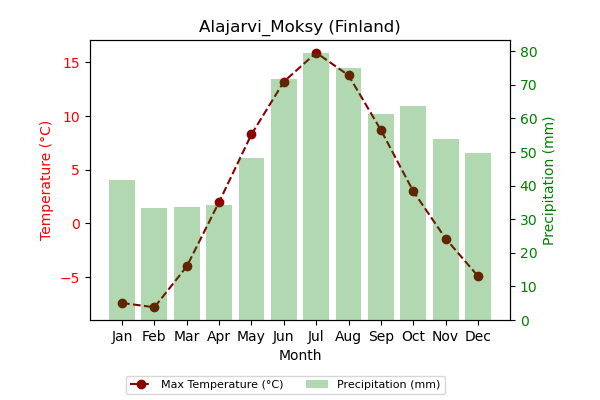 Alajarvi_Moksy (Finland)
Temperature (°C)
15
10
5
0
−5
80
70
60
50
40
30
20
10
0
Precipitation (mm)
Jan Feb Mar Apr May Jun Jul Aug Sep Oct Nov Dec
Month
Max Temperature (°C) Precipitation (mm)